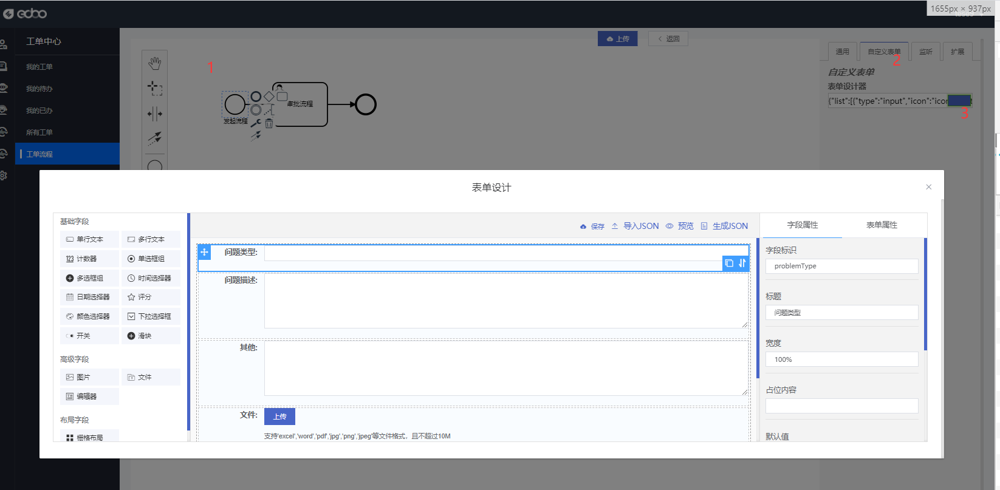 1655px × 937px
ecbo
工单中心
我的工单
我的待办
我的已办
所有工单
工单流程
上传
返回
1
发起流程
审批流程
通用
自定义表单
监听
扩展
2
自定义表单
表单设计器
{"list":[{"type":"input","icon":"icon
3
表单设计
基础字段
单行文本
多行文本
123 计数器
单选框组
多选框组
时间选择器
日期选择器
评分
颜色选择器
下拉选择框
开关
滑块
高级字段
图片
文件
编辑器
布局字段
栅格布局
保存
导入JSON
预览
生成JSON
问题类型:
问题描述:
其他:
文件:
上传
支持'excel','word','pdf','jpg','png','jpeg'等文件格式，且不超过10M
字段属性
表单属性
字段标识
problemType
标题
问题类型
宽度
100%
占位内容
默认值